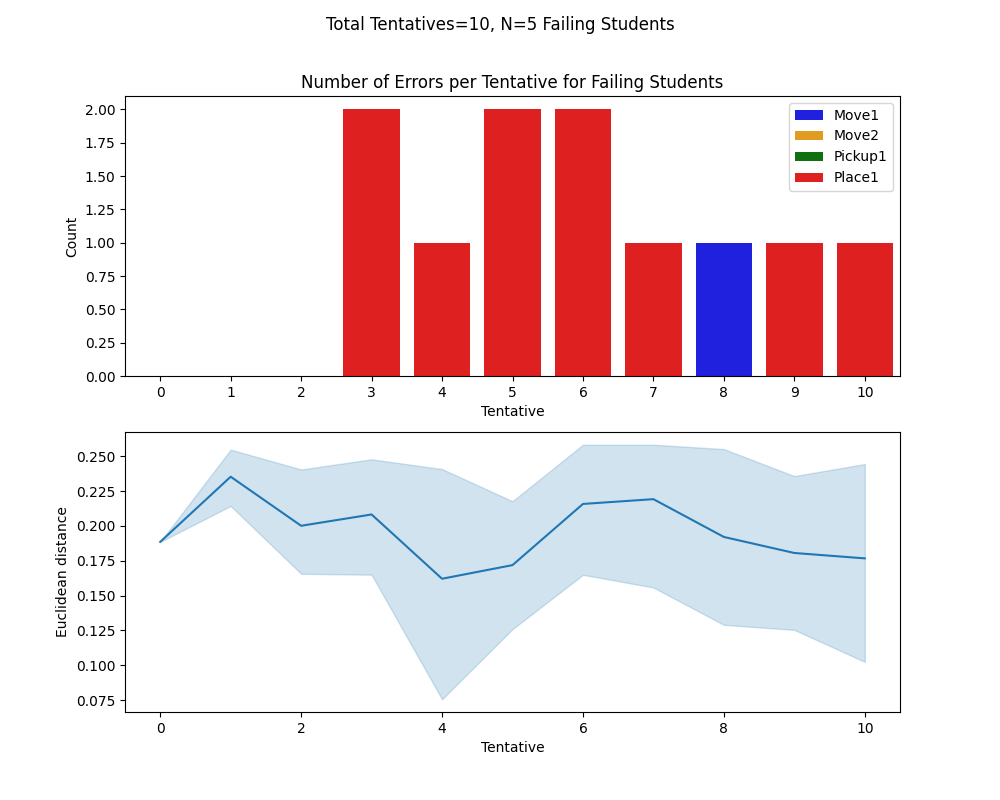 Total Tentatives=10, N=5 Failing Students
Number of Errors per Tentative for Failing Students
2.00
1.75
1.50
1.25
1.00
0.75
0.50
0.25
0.00
Count
Move1
Move2
Pickup1
Place1
0 1 2 3 4 5 6 7 8 9 10
Tentative
0.250
0.225
0.200
0.175
0.150
0.125
0.100
0.075
Euclidean distance
0 2 4 6 8 10
Tentative